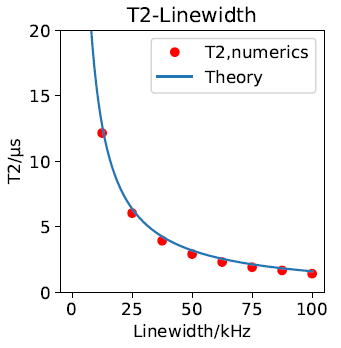 T2-Linewidth
20
15
10
5
0
T2/µs
T2,numerics
Theory
0 25 50 75 100
Linewidth/kHz